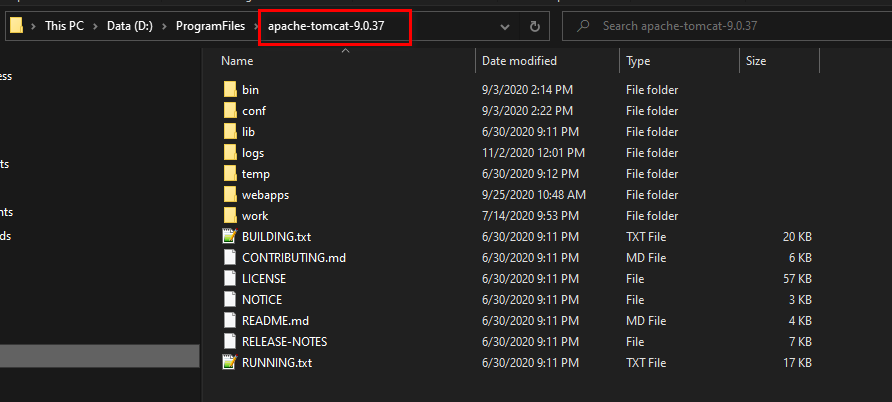 This PC > Data (D:) > ProgramFiles > apache-tomcat-9.0.37 Search apache-tomcat-9.0.37
Name Date modified Type Size
ess
bin 9/3/2020 2:14 PM File folder
conf 9/3/2020 2:22 PM File folder
lib 6/30/2020 9:11 PM File folder
logs 11/2/2020 12:01 PM File folder
ts
temp 6/30/2020 9:12 PM File folder
webapps 9/25/2020 10:48 AM File folder
nts
work 7/14/2020 9:53 PM File folder
ds
BUILDING.txt 6/30/2020 9:11 PM TXT File 20 KB
CONTRIBUTING.md 6/30/2020 9:11 PM MD File 6 KB
LICENSE 6/30/2020 9:11 PM File 57 KB
NOTICE 6/30/2020 9:11 PM File 3 KB
README.md 6/30/2020 9:11 PM MD File 4 KB
RELEASE-NOTES 6/30/2020 9:11 PM File 7 KB
RUNNING.txt 6/30/2020 9:11 PM TXT File 17 KB